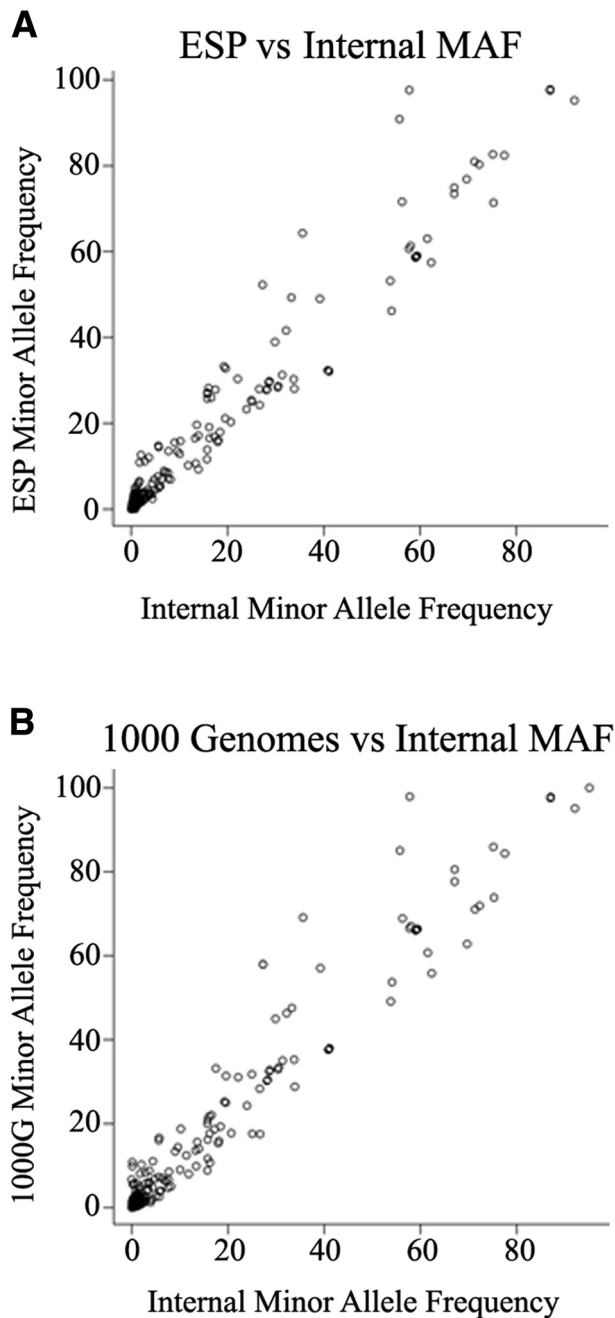 A
ESP vs Internal MAF
ESP Minor Allele Frequency
100
80
60
40
20
0
0 20 40 60 80
Internal Minor Allele Frequency
B
1000 Genomes vs Internal MAF
1000G Minor Allele Frequency
100
80
60
40
20
0
0 20 40 60 80
Internal Minor Allele Frequency